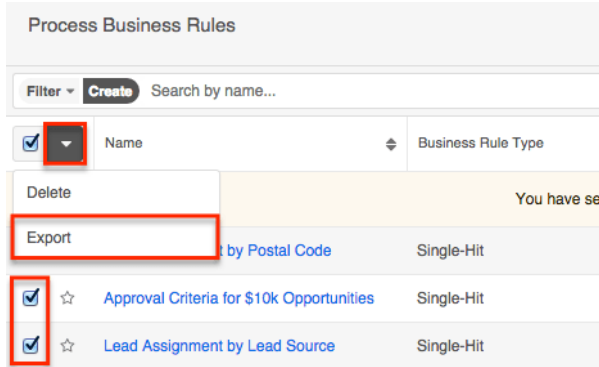 Process Business Rules
Filter Create Search by name...
Name Business Rule Type
Delete
You have se
Export
t by Postal Code Single-Hit
Approval Criteria for $10k Opportunities Single-Hit
Lead Assignment by Lead Source Single-Hit